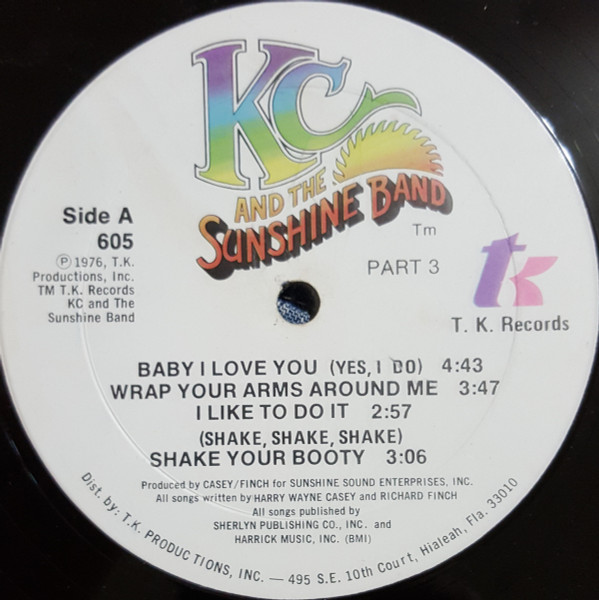 KC
AND THE
SUNSHINE BAND
Tm
Side A
605
Ⓟ 1976, T.K.
Productions, Inc.
TM T.K. Records
KC and The
Sunshine Band
PART 3
tk
T. K. Records
BABY I LOVE YOU (YES, I DO) 4:43
WRAP YOUR ARMS AROUND ME 3:47
I LIKE TO DO IT 2:57
(SHAKE, SHAKE, SHAKE)
SHAKE YOUR BOOTY 3:06
Produced by CASEY/FINCH for SUNSHINE SOUND ENTERPRISES, INC.
All songs written by HARRY WAYNE CASEY and RICHARD FINCH
All songs published by
SHERLYN PUBLISHING CO., INC. and
HARRICK MUSIC, INC. (BMI)
Dist. by: T.K. PRODUCTIONS, INC. — 495 S.E. 10th Court, Hialeah, Fla. 33010